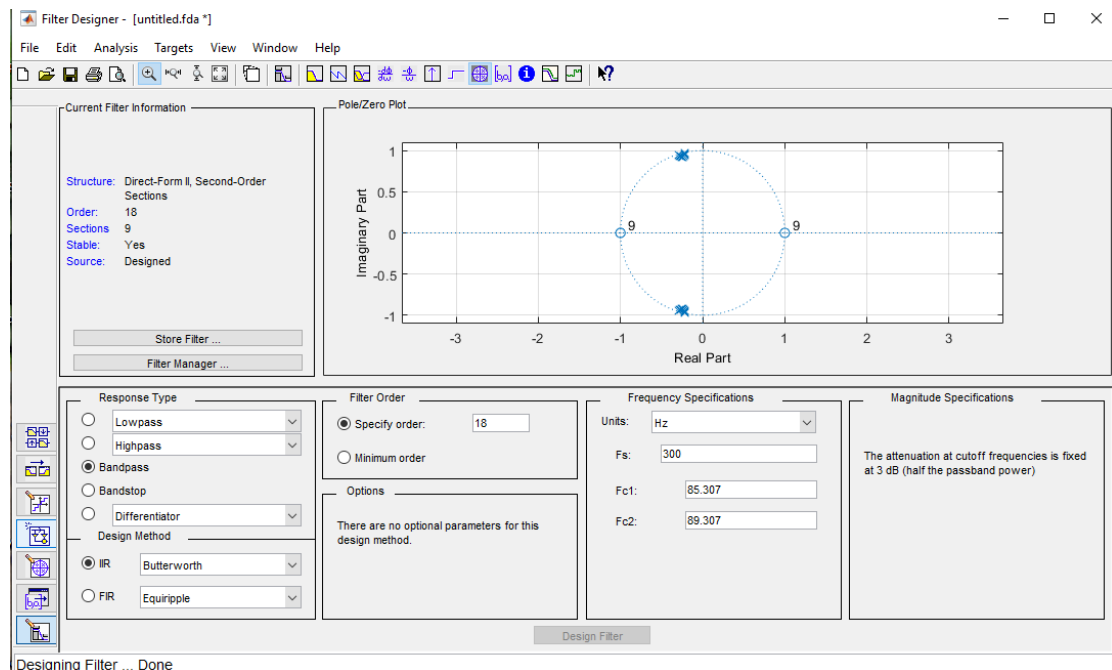 Filter Designer - [untitled.fda *]
File Edit Analysis Targets View Window Help
Current Filter Information
Structure: Direct-Form II, Second-Order
Sections
Order: 18
Sections 9
Stable: Yes
Source: Designed
Store Filter ...
Filter Manager ...
Pole/Zero Plot
Imaginary Part
1
0.5
0
-0.5
-1
9
9
-3 -2 -1 0 1 2 3
Real Part
Response Type
Lowpass
Highpass
Bandpass
Bandstop
Differentiator
Design Method
IIR Butterworth
FIR Equiripple
Filter Order
Specify order: 18
Minimum order
Options
There are no optional parameters for this
design method.
Frequency Specifications
Units: Hz
Fs: 300
Fc1: 85.307
Fc2: 89.307
Magnitude Specifications
The attenuation at cutoff frequencies is fixed
at 3 dB (half the passband power)
Design Filter
Designing Filter ... Done